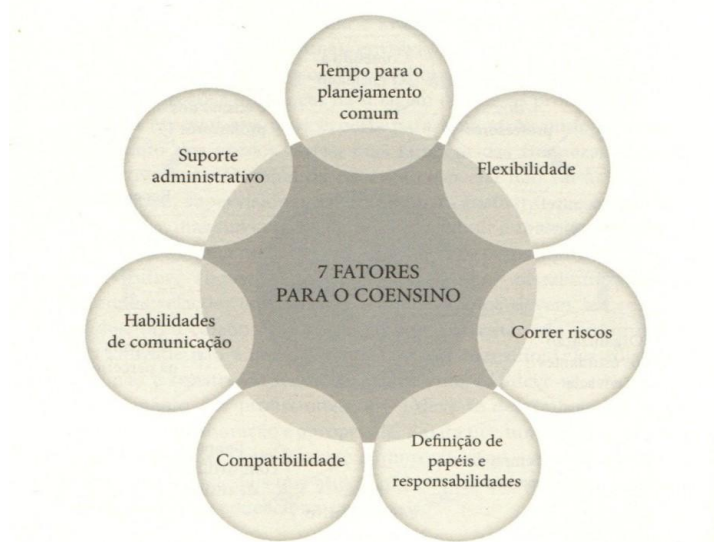 Tempo para o
planejamento
comum
Flexibilidade
Correr riscos
Definição de
papéis e
responsabilidades
Compatibilidade
Habilidades
de comunicação
Suporte
administrativo
7 FATORES
PARA O COENSINO